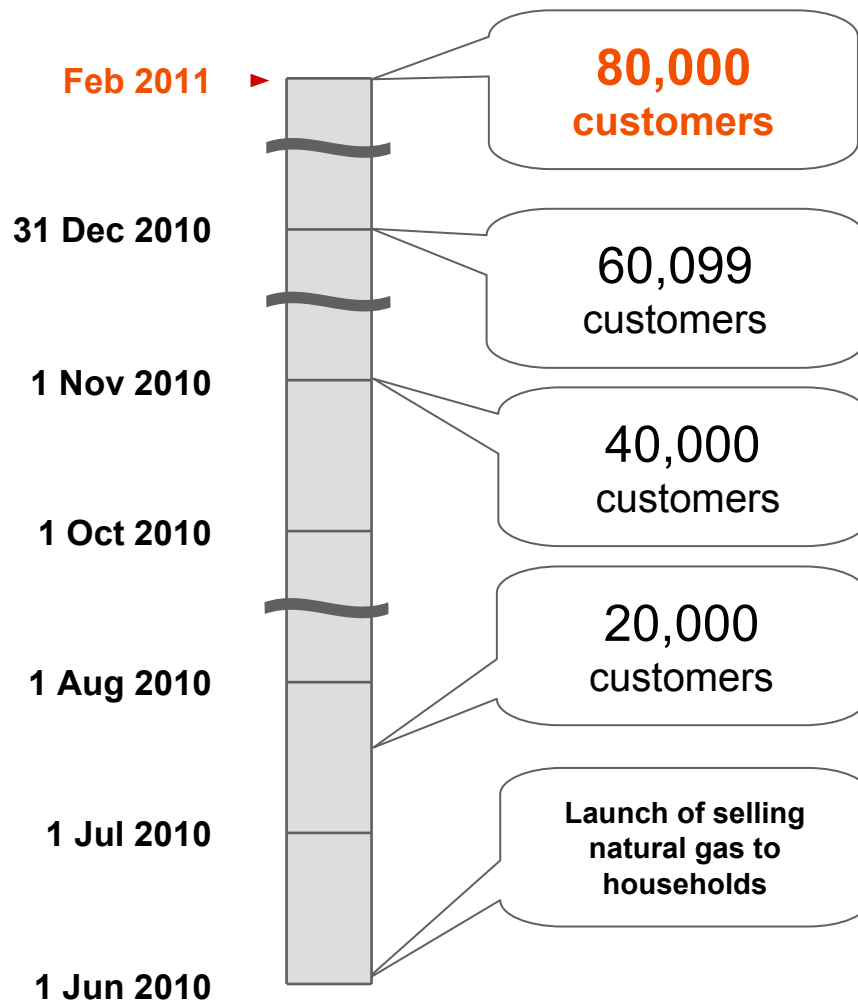 Feb 2011
80,000
customers
31 Dec 2010
60,099
customers
1 Nov 2010
40,000
customers
1 Oct 2010
20,000
customers
1 Aug 2010
1 Jul 2010
Launch of selling
natural gas to
households
1 Jun 2010